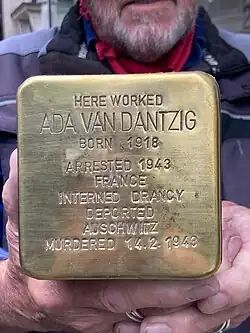 HERE WORKED
ADA VAN DANTZIG
BORN 1918
ARRESTED 1943
FRANCE
INTERNED DRANCY
DEPORTED
AUSCHWITZ
MURDERED 14.2.1943